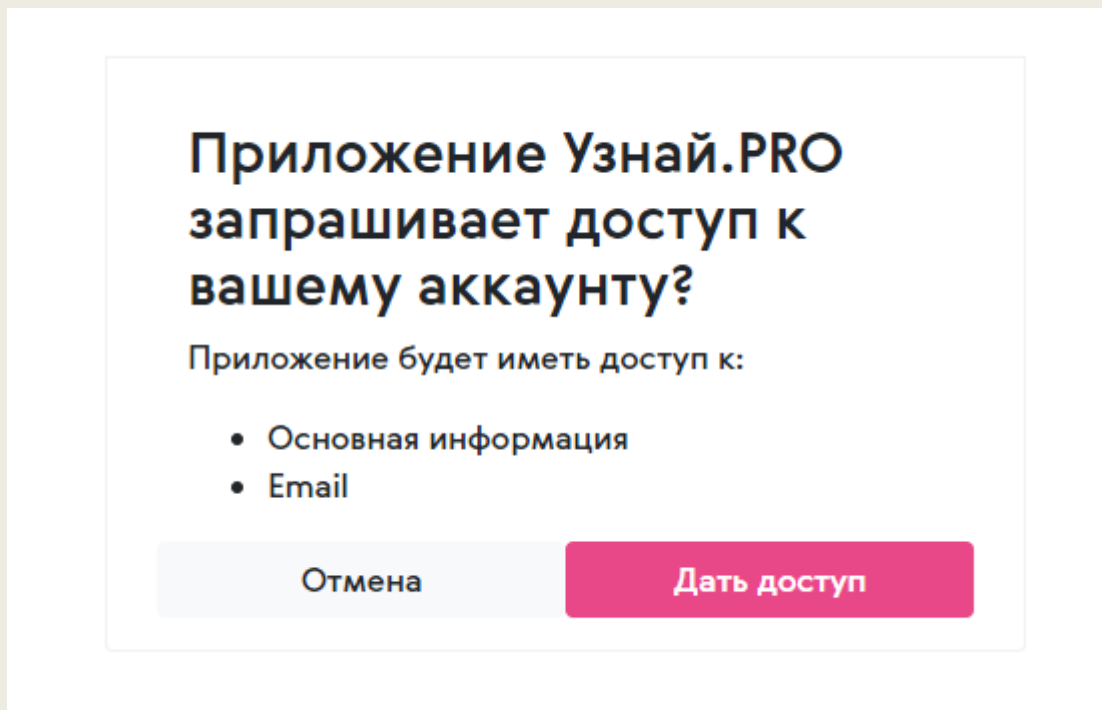 Приложение Узнай.PRO
запрашивает доступ к
вашему аккаунту?
Приложение будет иметь доступ к:
• Основная информация
• Email
Отмена
Дать доступ